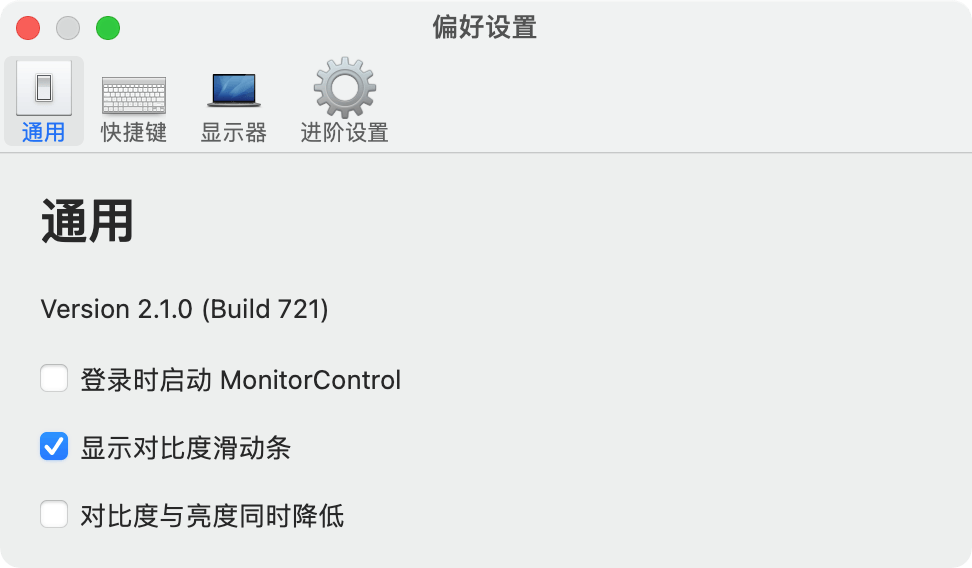 偏好设置
通用 快捷键 显示器 进阶设置
通用
Version 2.1.0 (Build 721)
登录时启动 MonitorControl
显示对比度滑动条
对比度与亮度同时降低